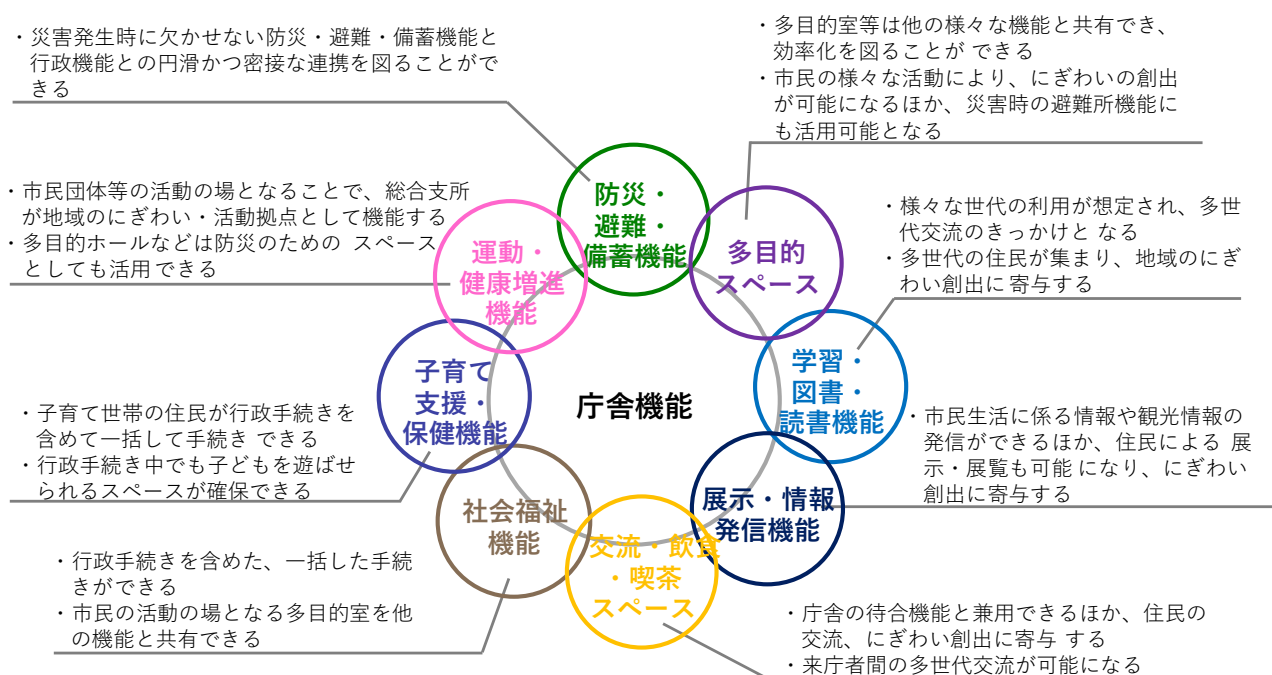 ・災害発生時に欠かせない防災・避難・備蓄機能と
行政機能との円滑かつ密接な連携を図ることがで
きる
・多目的室等は他の様々な機能と共有でき、
効率化を図ることが できる
・市民の様々な活動により、にぎわいの創出
が可能になるほか、災害時の避難所機能に
も活用可能となる
・市民団体等の活動の場となることで、総合支所
が地域のにぎわい・活動拠点として機能する
・多目的ホールなどは防災のための スペース
としても活用 できる
防災・
避難・
備蓄機能
運動・
健康増進
機能
多目的
スペース
・様々な世代の利用が想定され、多世
代交流のきっかけと なる
・多世代の住民が集まり、地域のにぎ
わい創出に 寄与する
子育て
支援・
保健機能
庁舎機能
学習・
図書・
読書機能
・子育て世帯の住民が行政手続きを
含めて一括して手続き できる
・行政手続き中でも子どもを遊ばせ
られるスペースが確保できる
・市民生活に係る情報や観光情報の
発信ができるほか、住民による 展
示・展覧も可能 になり、にぎわい
創出に寄与する
社会福祉
機能
交流・飲食
・喫茶
スペース
展示・情報
発信機能
・行政手続きを含めた、一括した手続
きができる
・市民の活動の場となる多目的室を他
の機能と共有できる
・庁舎の待合機能と兼用できるほか、住民の
交流、にぎわい創出に寄与 する
・来庁者間の多世代交流が可能になる